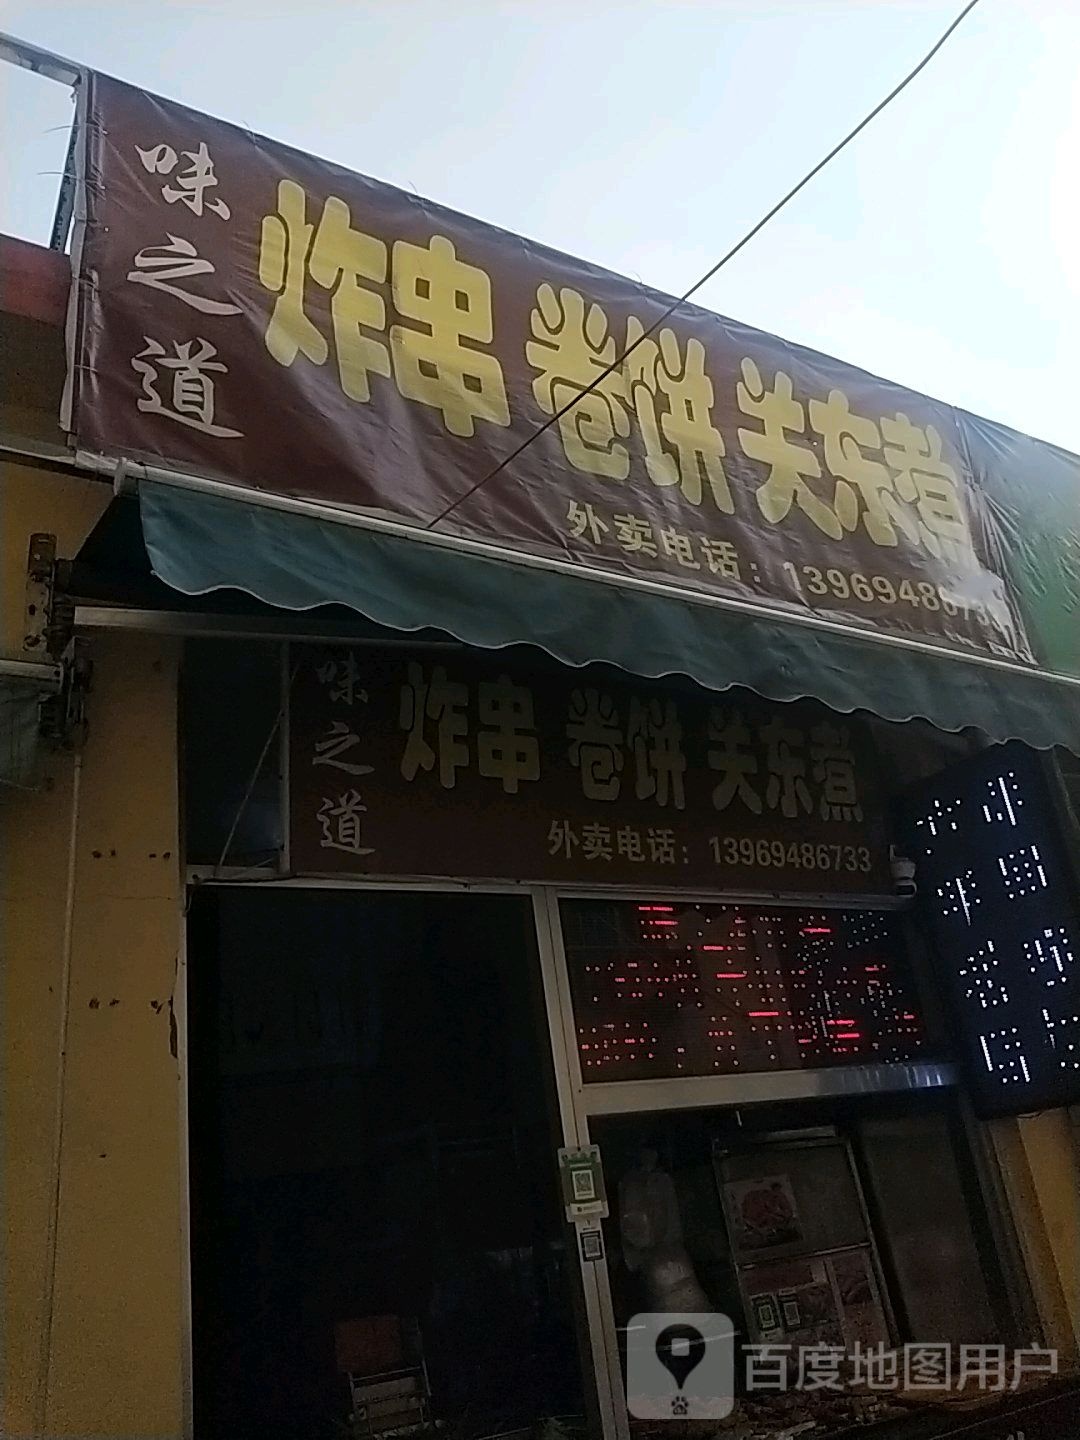 味之道
炸串 卷饼 关东煮
外卖电话：13969486733
味之道
炸串 卷饼 关东煮
外卖电话：13969486733
百度地图用户